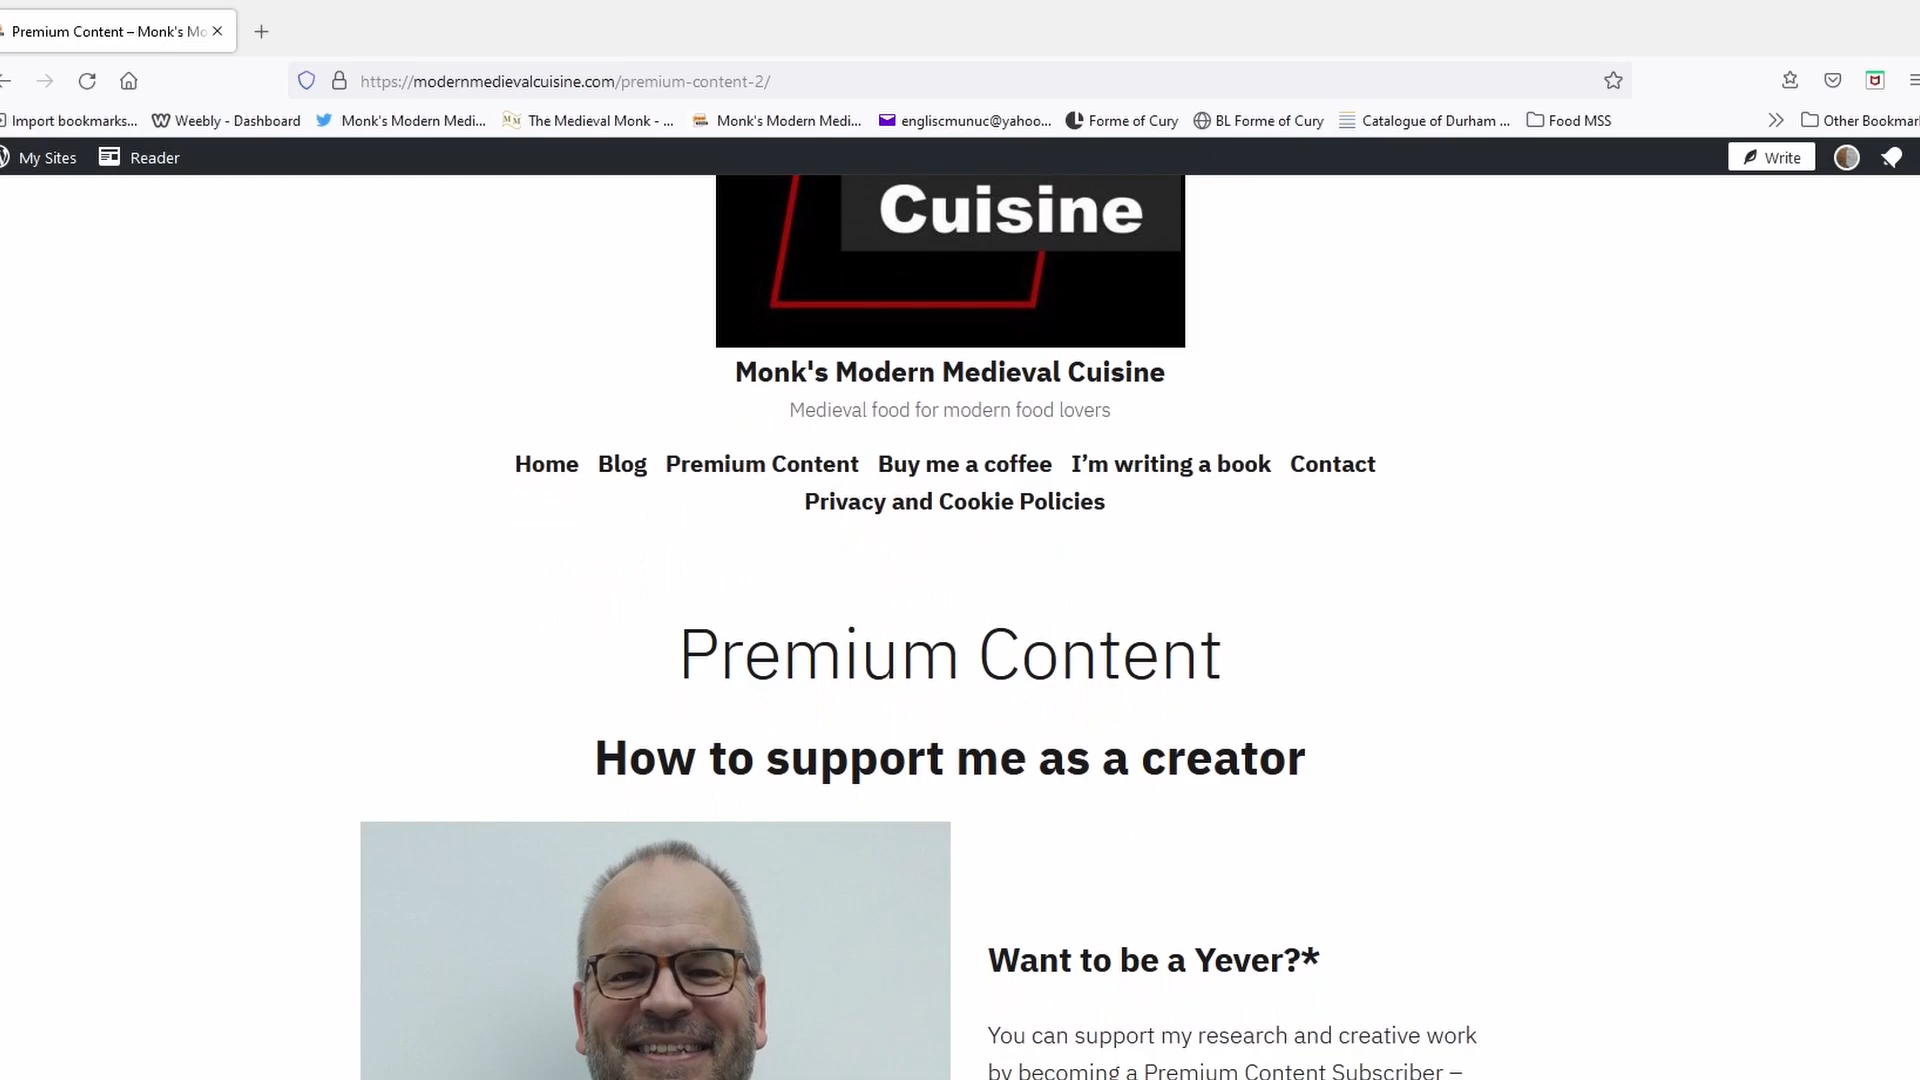 Premium Content – Monk's Mo
https://modernmedievalcuisine.com/premium-content-2/
Import bookmarks... Weebly - Dashboard Monk's Modern Medi... The Medieval Monk - ... Monk's Modern Medi... engliscmunuc@yahoo... Forme of Cury BL Forme of Cury Catalogue of Durham ... Food MSS Other Bookmar
My Sites Reader Write
Cuisine
Monk's Modern Medieval Cuisine
Medieval food for modern food lovers
Home Blog Premium Content Buy me a coffee I’m writing a book Contact
Privacy and Cookie Policies
Premium Content
How to support me as a creator
Want to be a Yever?*
You can support my research and creative work
by becoming a Premium Content Subscriber –